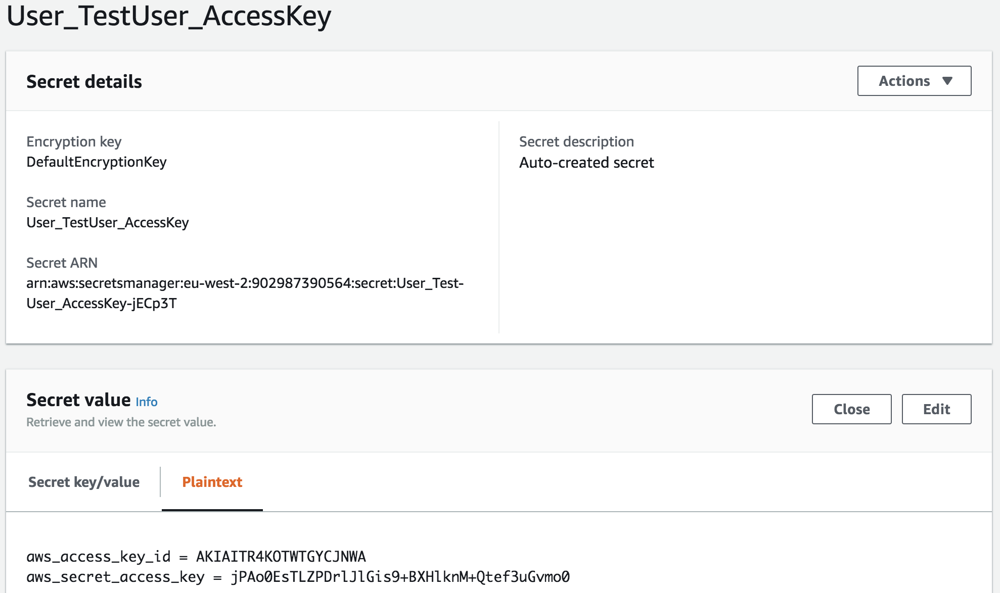 User_TestUser_AccessKey
Secret details
Actions
Encryption key
DefaultEncryptionKey
Secret description
Auto-created secret
Secret name
User_TestUser_AccessKey
Secret ARN
arn:aws:secretsmanager:eu-west-2:902987390564:secret:User_Test-
User_AccessKey-jECp3T
Secret value Info
Retrieve and view the secret value.
Close
Edit
Secret key/value
Plaintext
aws_access_key_id = AKIAITR4KOTWTGYCJNWA
aws_secret_access_key = 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